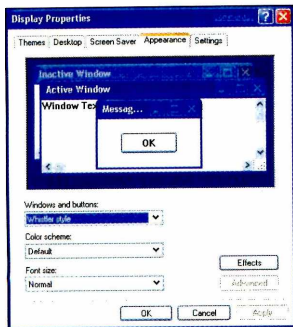 Display Properties
Themes Desktop Screen Saver Appearance Settings
Inactive Window
Active Window
Window Tex
Messag...
OK
Windows and buttons:
Whistler style
Color scheme:
Default
Font size:
Normal
Effects
Advanced
OK Cancel Apply